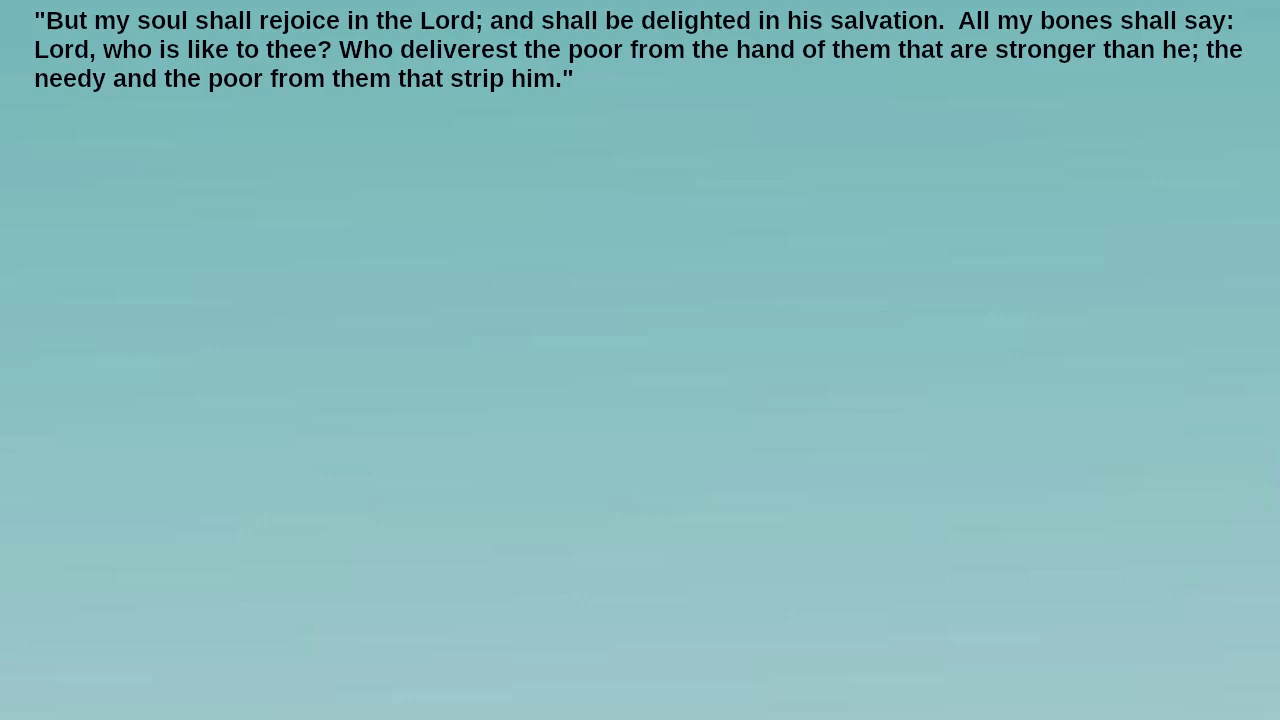 "But my soul shall rejoice in the Lord; and shall be delighted in his salvation.  All my bones shall say:
Lord, who is like to thee? Who deliverest the poor from the hand of them that are stronger than he; the
needy and the poor from them that strip him."